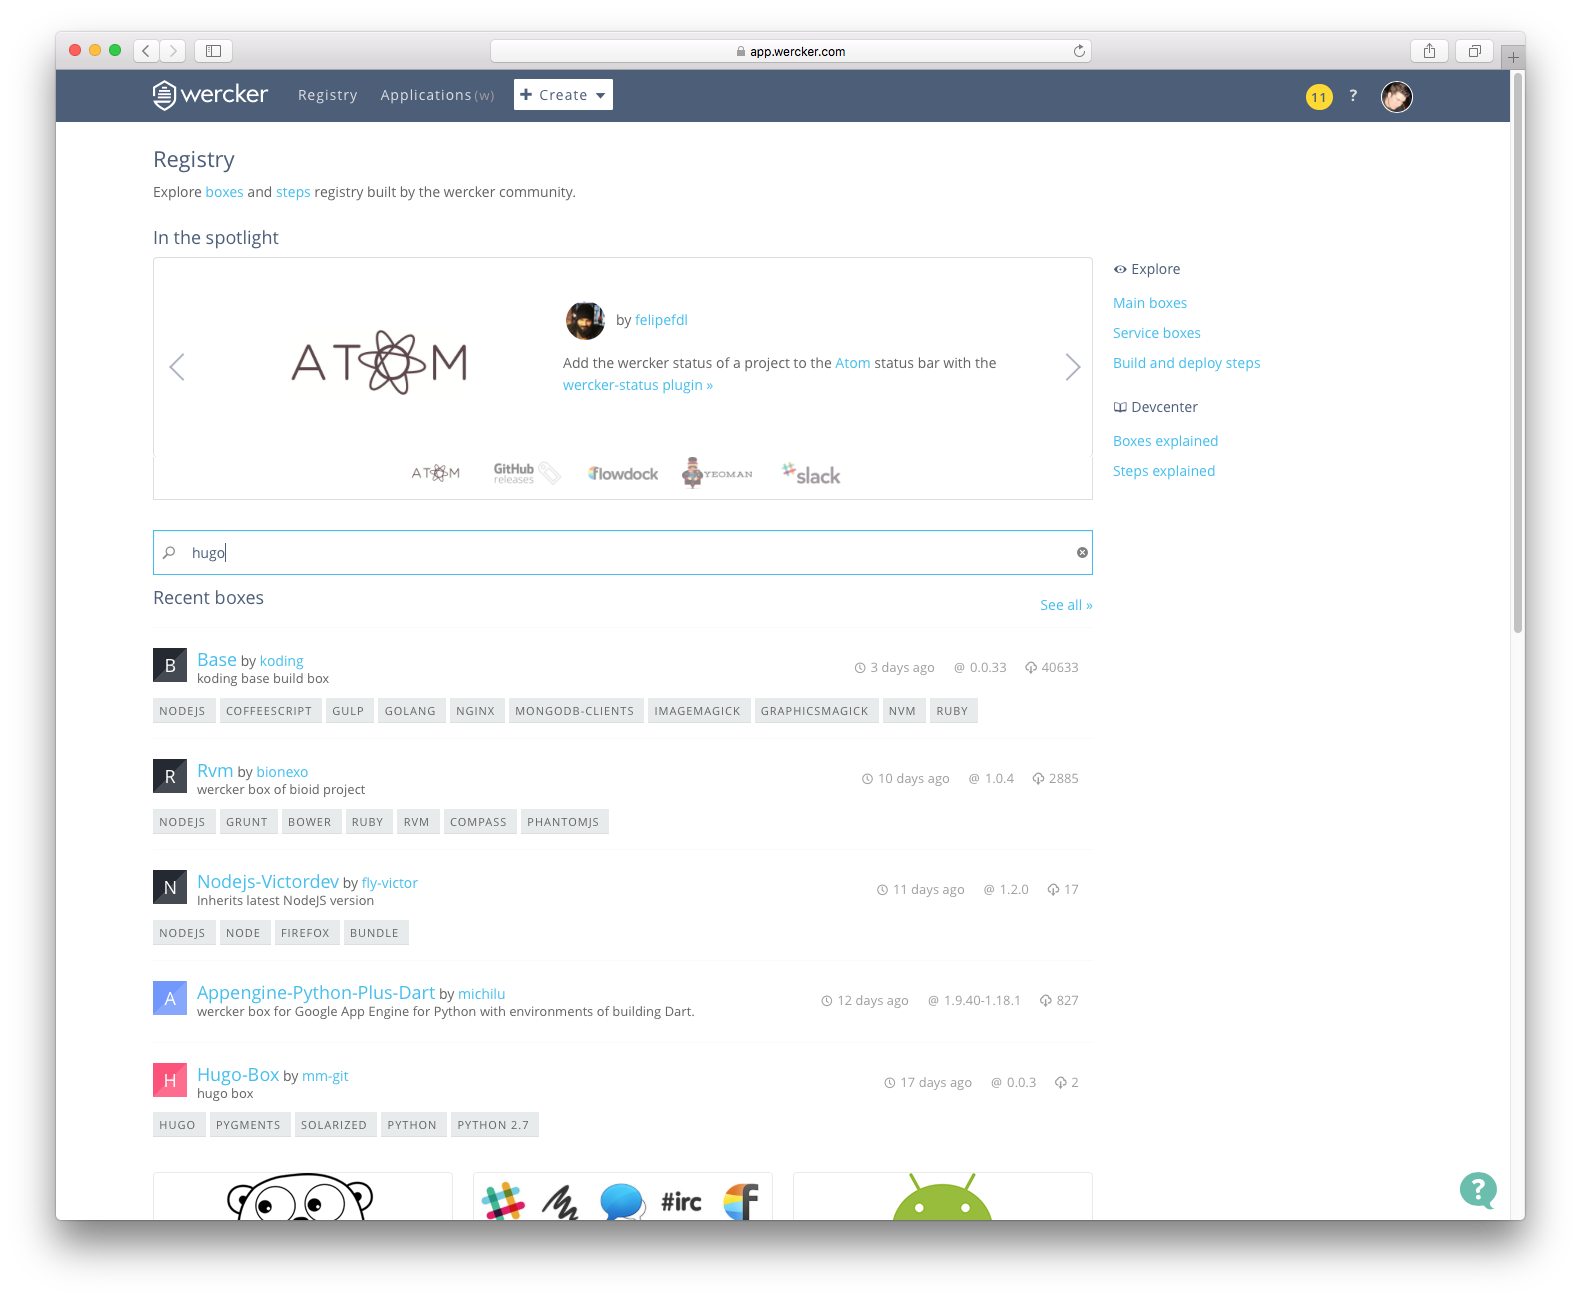 app.wercker.com
wercker Registry Applications(w) + Create 11 ?
Registry
Explore boxes and steps registry built by the wercker community.
In the spotlight
ATOM
by felipefdl
Add the wercker status of a project to the Atom status bar with the
wercker-status plugin »
ATOM GitHub releases flowdock YEOMAN slack
Explore
Main boxes
Service boxes
Build and deploy steps
Devcenter
Boxes explained
Steps explained
hugo
Recent boxes
See all »
B Base by koding 3 days ago @ 0.0.33 40633
koding base build box
NODEJS COFFEESCRIPT GULP GOLANG NGINX MONGODB-CLIENTS IMAGEMAGICK GRAPHICSMAGICK NVM RUBY
R Rvm by bionexo 10 days ago @ 1.0.4 2885
wercker box of bioid project
NODEJS GRUNT BOWER RUBY RVM COMPASS PHANTOMJS
N Nodejs-Victordev by fly-victor 11 days ago @ 1.2.0 17
Inherits latest NodeJS version
NODEJS NODE FIREFOX BUNDLE
A Appengine-Python-Plus-Dart by michilu 12 days ago @ 1.9.40-1.18.1 827
wercker box for Google App Engine for Python with environments of building Dart.
H Hugo-Box by mm-git 17 days ago @ 0.0.3 2
hugo box
HUGO PYGMENTS SOLARIZED PYTHON PYTHON 2.7
#irc f
?